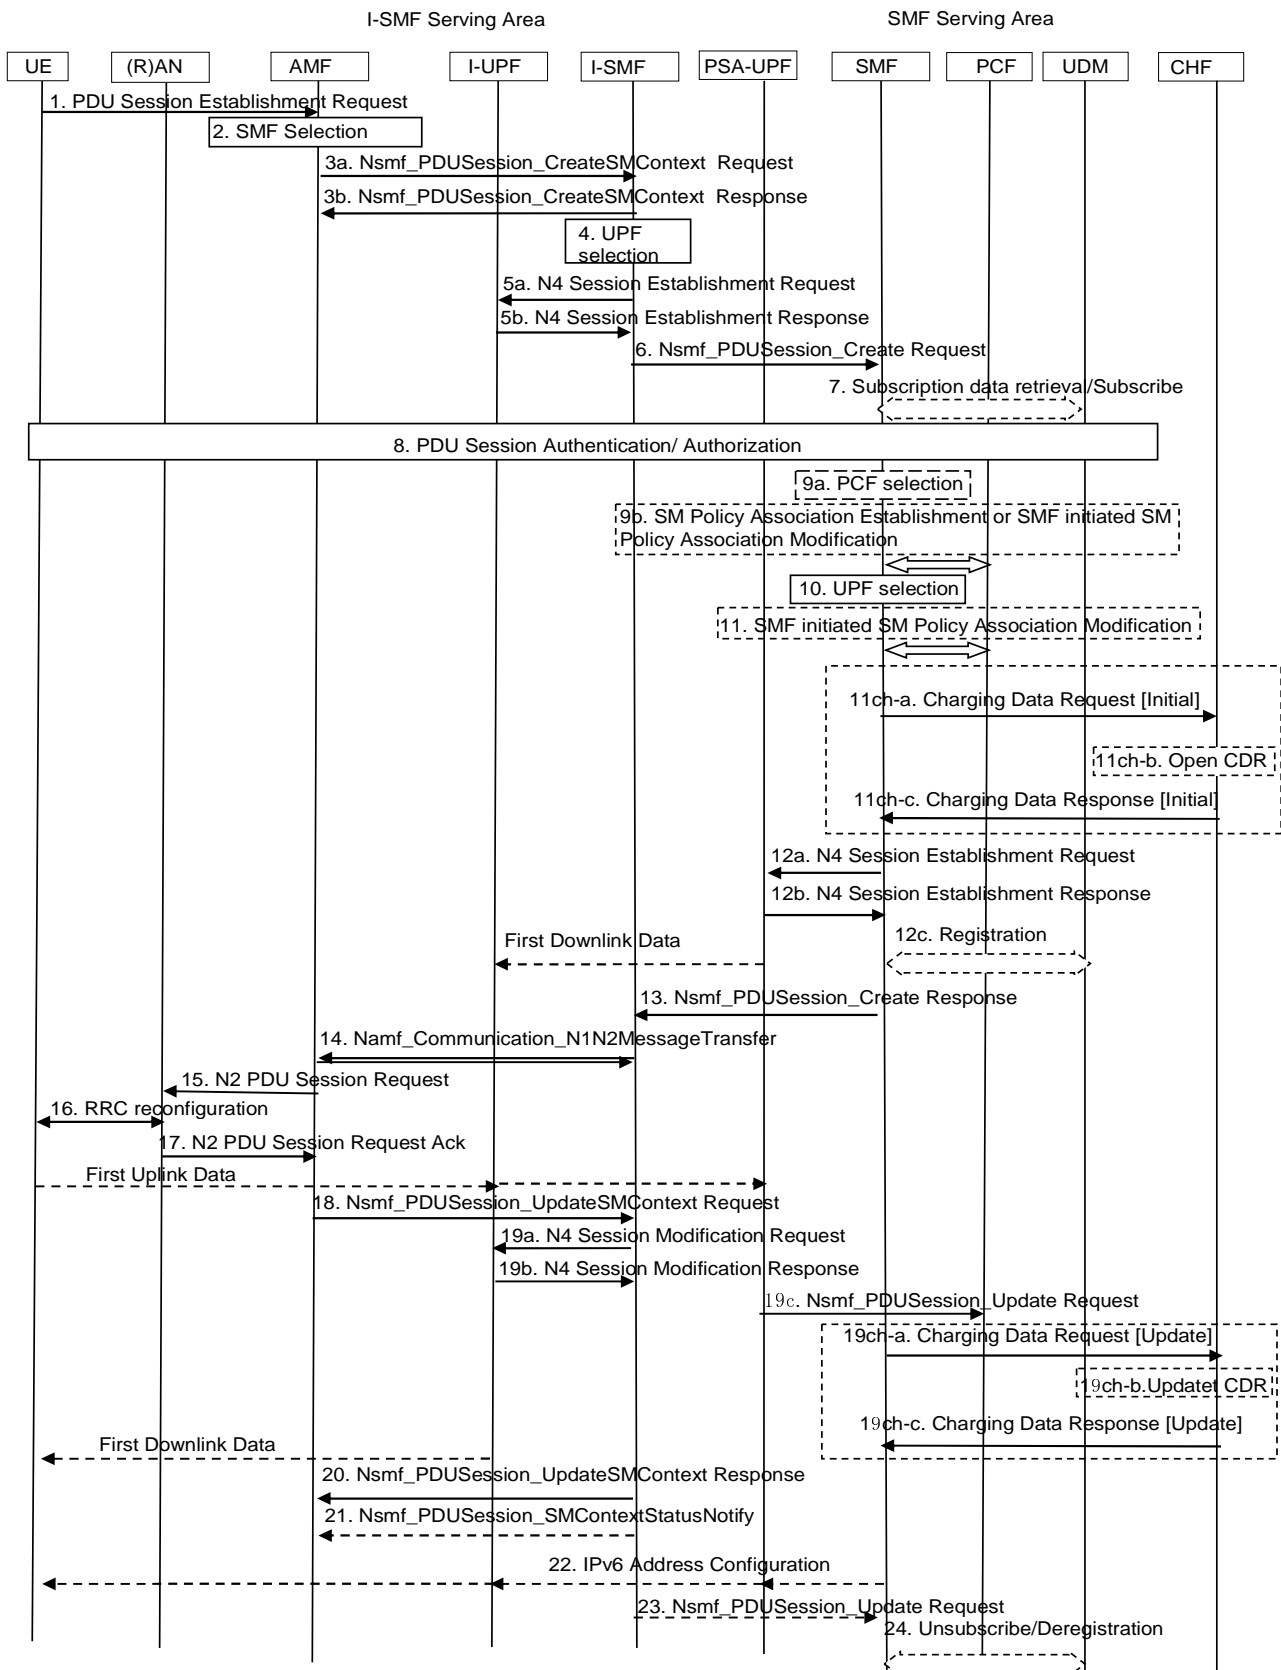 I-SMF Serving Area
SMF Serving Area
UE
(R)AN
AMF
I-UPF
I-SMF
PSA-UPF
SMF
PCF
UDM
CHF
1. PDU Session Establishment Request
2. SMF Selection
3a. Nsmf_PDUSession_CreateSMContext Request
3b. Nsmf_PDUSession_CreateSMContext Response
4. UPF
selection
5a. N4 Session Establishment Request
5b. N4 Session Establishment Response
6. Nsmf_PDUSession_Create Request
7. Subscription data retrieval/Subscribe
8. PDU Session Authentication/ Authorization
9a. PCF selection
9b. SM Policy Association Establishment or SMF initiated SM
Policy Association Modification
10. UPF selection
11. SMF initiated SM Policy Association Modification
11ch-a. Charging Data Request [Initial]
11ch-b. Open CDR
11ch-c. Charging Data Response [Initial]
12a. N4 Session Establishment Request
12b. N4 Session Establishment Response
First Downlink Data
12c. Registration
13. Nsmf_PDUSession_Create Response
14. Namf_Communication_N1N2MessageTransfer
15. N2 PDU Session Request
16. RRC reconfiguration
17. N2 PDU Session Request Ack
First Uplink Data
18. Nsmf_PDUSession_UpdateSMContext Request
19a. N4 Session Modification Request
19b. N4 Session Modification Response
19c. Nsmf_PDUSession_Update Request
19ch-a. Charging Data Request [Update]
19ch-b.Updatet CDR
19ch-c. Charging Data Response [Update]
First Downlink Data
20. Nsmf_PDUSession_UpdateSMContext Response
21. Nsmf_PDUSession_SMContextStatusNotify
22. IPv6 Address Configuration
23. Nsmf_PDUSession_Update Request
24. Unsubscribe/Deregistration